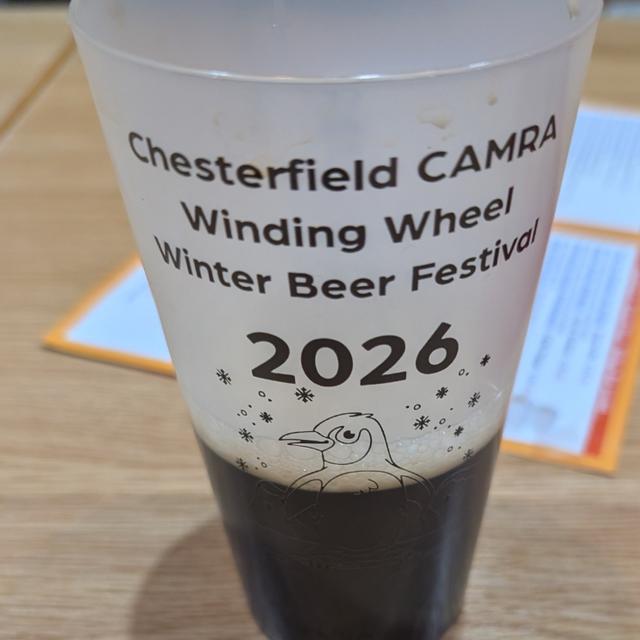 Chesterfield CAMRA
Winding Wheel
Winter Beer Festival
2026